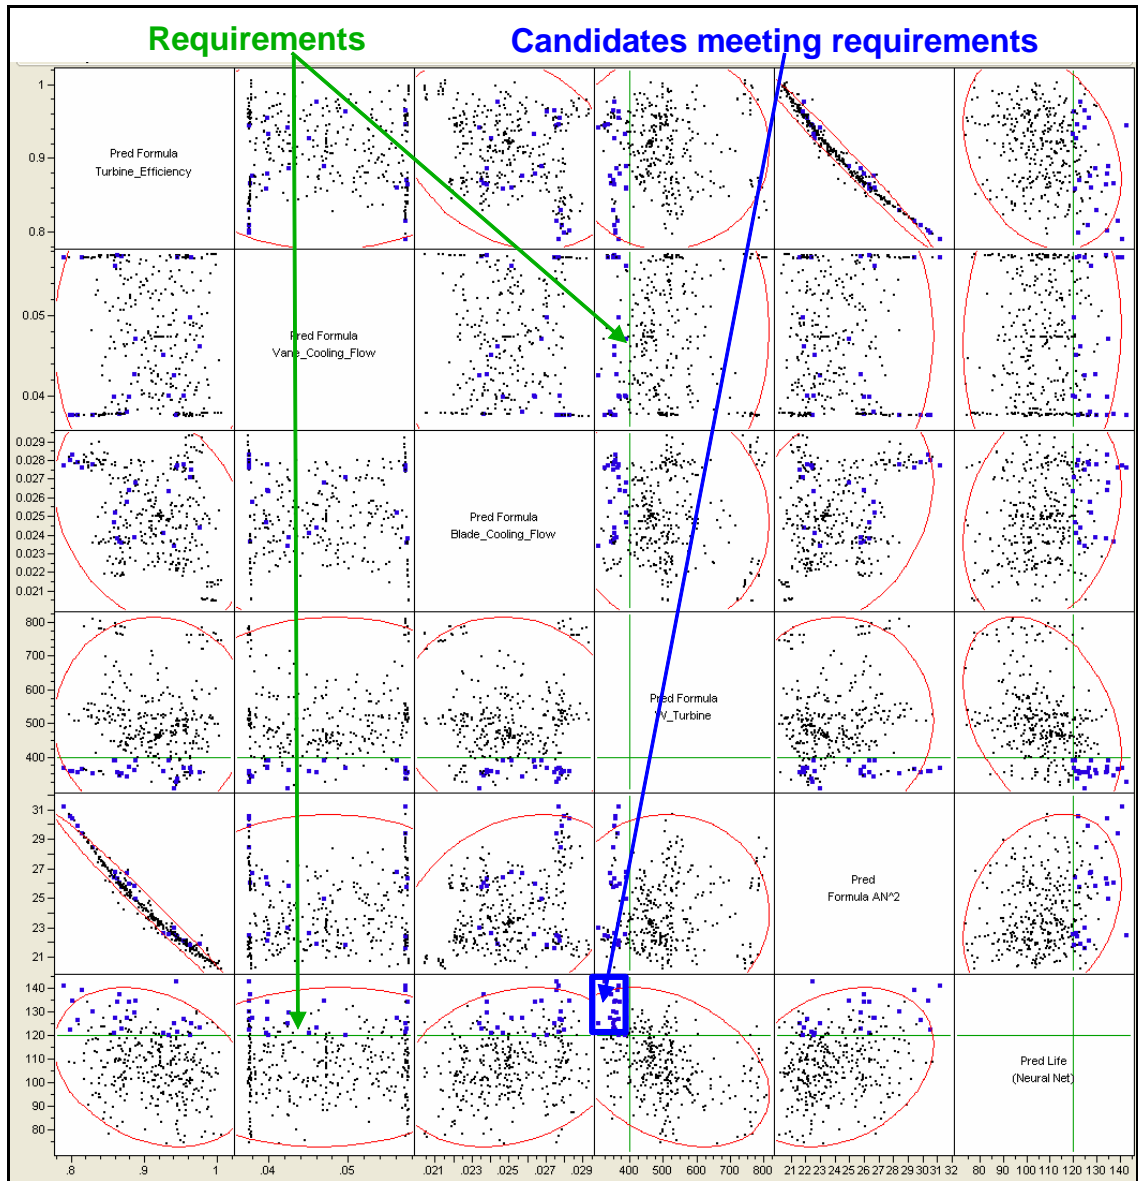 Requirements
Candidates meeting requirements
1
0.9
0.8
Pred Formula
Turbine_Efficiency
0.05
0.04
Pred Formula
Vane_Cooling_Flow
0.029
0.028
0.027
0.026
0.025
0.024
0.023
0.022
0.021
Pred Formula
Blade_Cooling_Flow
800
700
600
500
400
Pred Formula
W_Turbine
31
29
27
25
23
21
Pred
Formula AN^2
140
130
120
110
100
90
80
Pred Life
(Neural Net)
.8 .9 1 .04 .05 .021 .023 .025 .027 .029 400 500 600 700 800 21 22 23 24 25 26 27 28 29 30 31 32 80 90 100 110 120 130 140